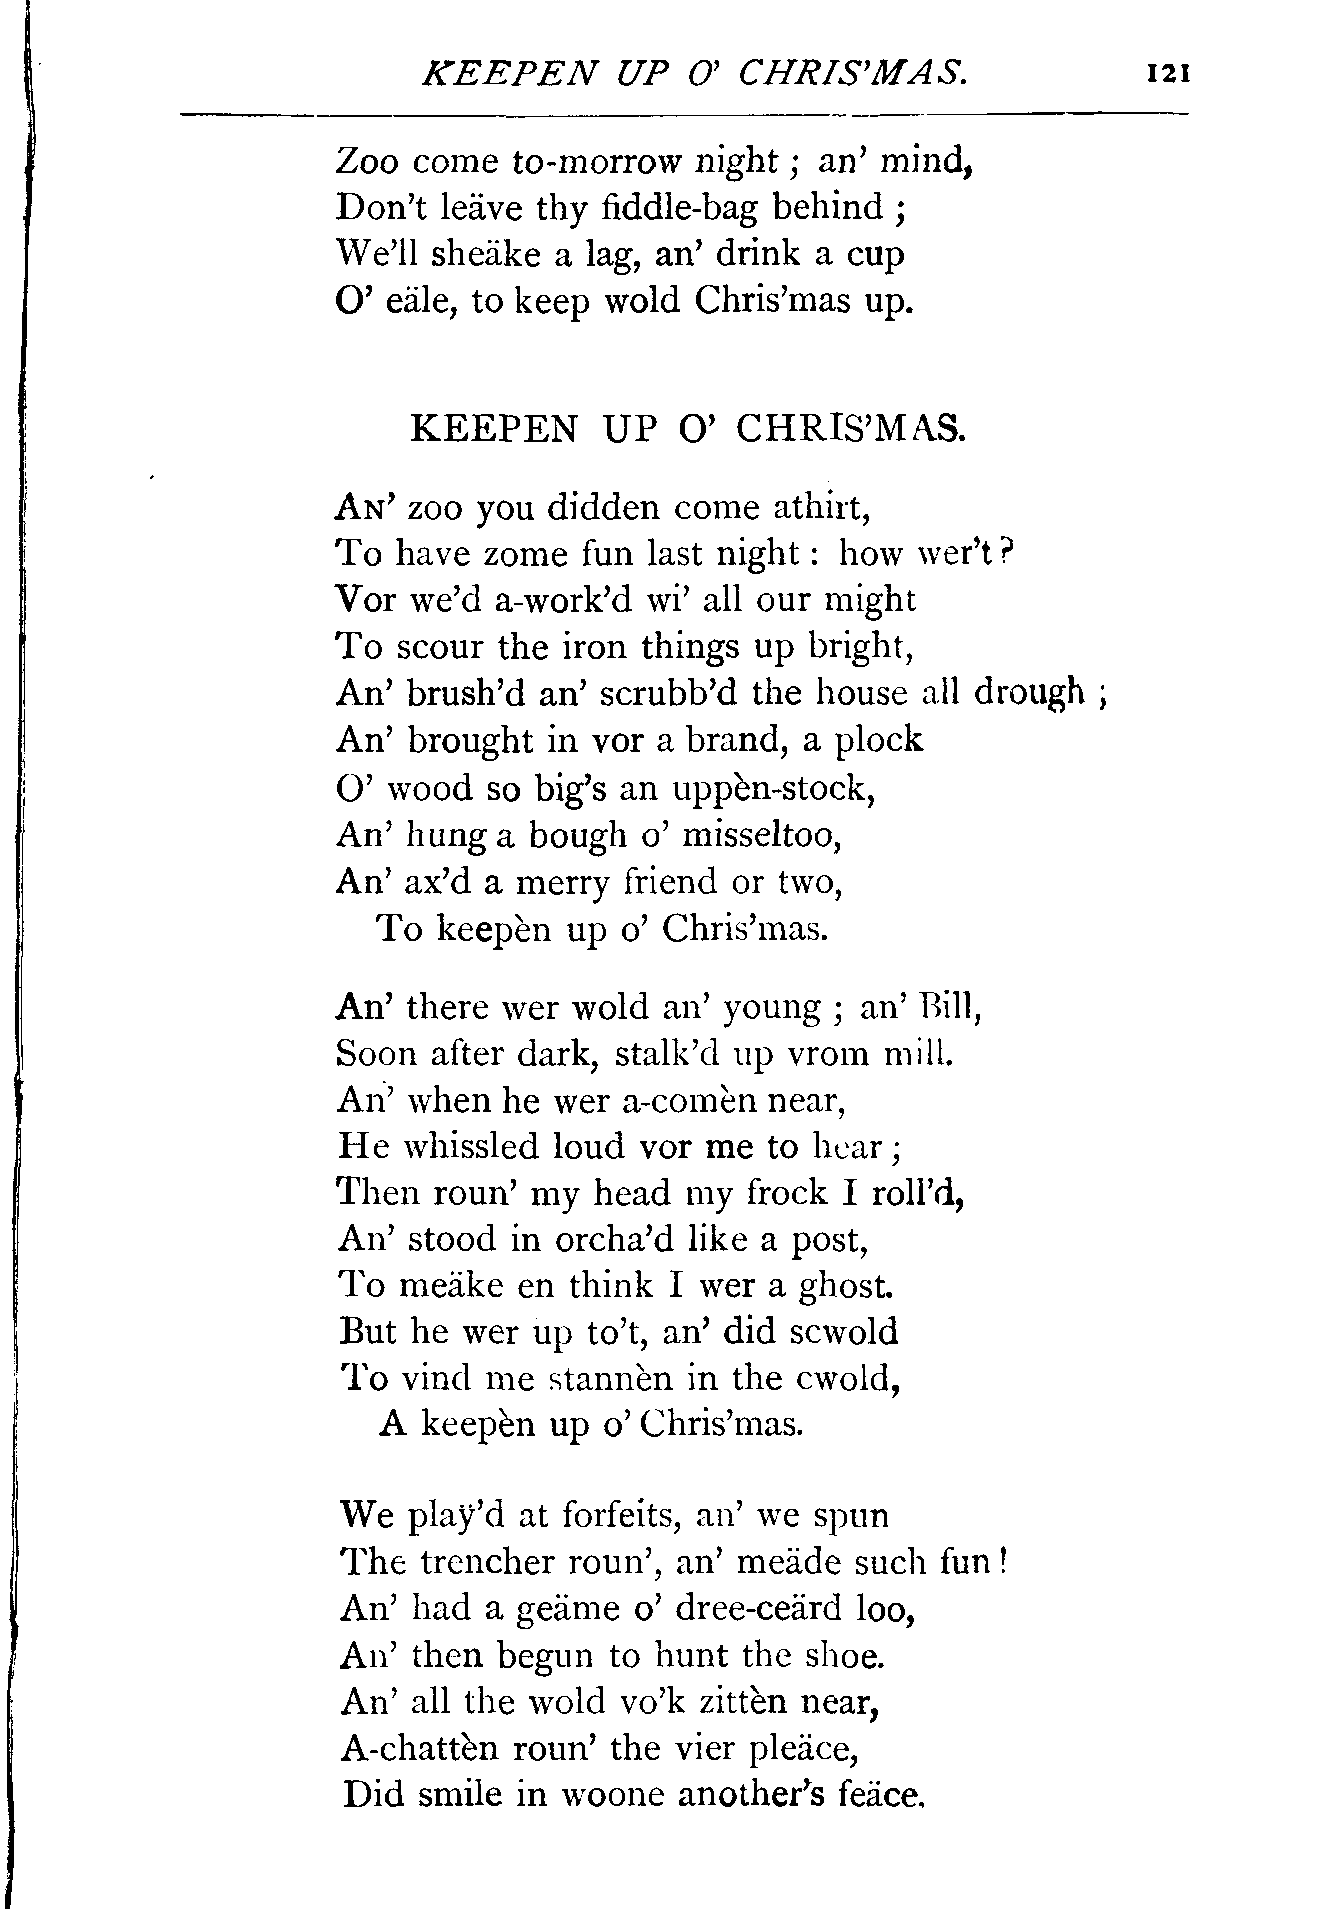 KEEPEN UP O' CHRIS'MAS. 121
Zoo come to-morrow night ; an' mind,
Don't leäve thy fiddle-bag behind ;
We'll sheäke a lag, an' drink a cup
O' eäle, to keep wold Chris'mas up.
KEEPEN UP O' CHRIS'MAS.
An' zoo you didden come athirt,
To have zome fun last night : how wer't ?
Vor we'd a-work'd wi' all our might
To scour the iron things up bright,
An' brush'd an' scrubb'd the house all drough ;
An' brought in vor a brand, a plock
O' wood so big's an uppèn-stock,
An' hung a bough o' misseltoo,
An' ax'd a merry friend or two,
To keepèn up o' Chris'mas.
An' there wer wold an' young ; an' Bill,
Soon after dark, stalk'd up vrom mill.
An' when he wer a-comèn near,
He whissled loud vor me to hear ;
Then roun' my head my frock I roll'd,
An' stood in orcha'd like a post,
To meäke en think I wer a ghost.
But he wer up to't, an' did scwold
To vind me stannèn in the cwold,
A keepèn up o' Chris'mas.
We plaÿ'd at forfeits, an' we spun
The trencher roun', an' meäde such fun !
An' had a geäme o' dree-ceärd loo,
An' then begun to hunt the shoe.
An' all the wold vo'k zittèn near,
A-chattèn roun' the vier pleäce,
Did smile in woone another's feäce.